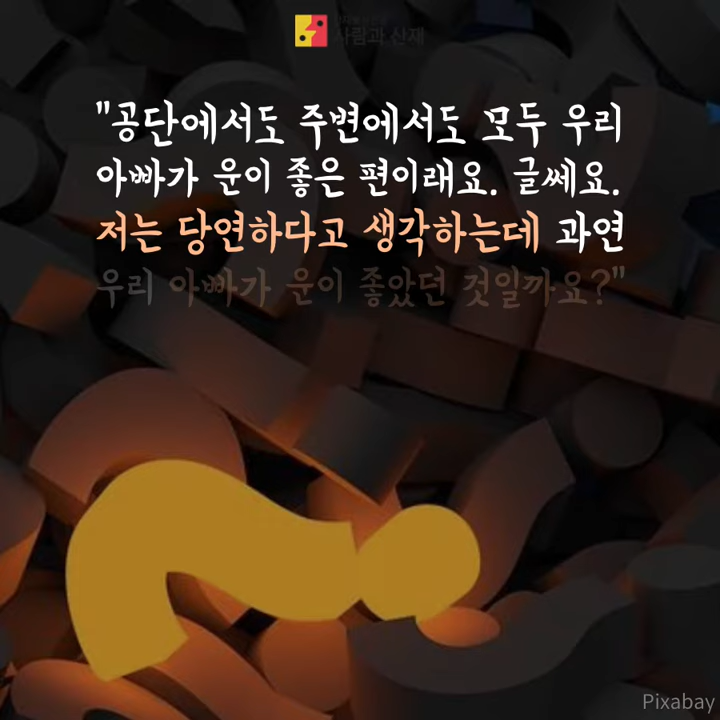 사람과 산재
"공단에서도 주변에서도 모두 우리
아빠가 운이 좋은 편이래요. 글쎄요.
저는 당연하다고 생각하는데 과연
우리 아빠가 운이 좋았던 것일까요?"
Pixabay